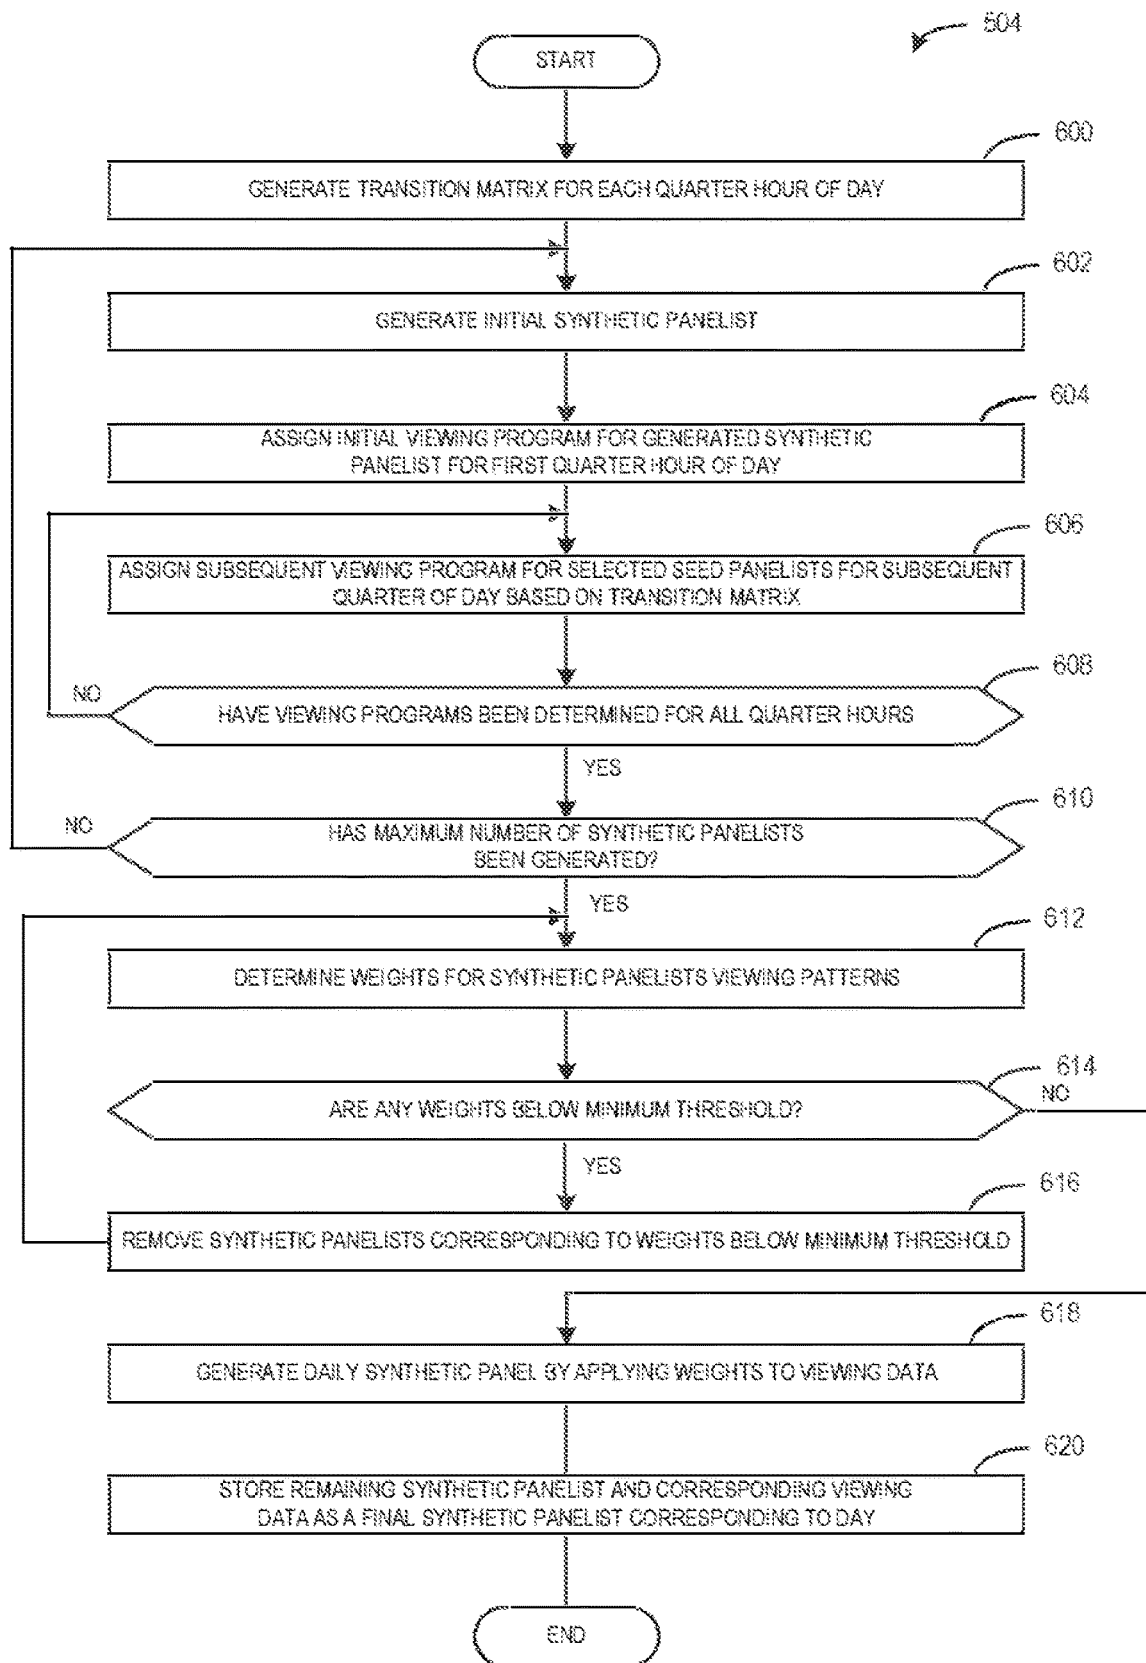 504
START
600
GENERATE TRANSITION MATRIX FOR EACH QUARTER HOUR OF DAY
602
GENERATE INITIAL SYNTHETIC PANELIST
604
ASSIGN INITIAL VIEWING PROGRAM FOR GENERATED SYNTHETIC
PANELIST FOR FIRST QUARTER HOUR OF DAY
606
ASSIGN SUBSEQUENT VIEWING PROGRAM FOR SELECTED SEED PANELISTS FOR SUBSEQUENT
QUARTER OF DAY BASED ON TRANSITION MATRIX
608
NO
HAVE VIEWING PROGRAMS BEEN DETERMINED FOR ALL QUARTER HOURS
YES
610
NO
HAS MAXIMUM NUMBER OF SYNTHETIC PANELISTS
BEEN GENERATED?
YES
612
DETERMINE WEIGHTS FOR SYNTHETIC PANELISTS VIEWING PATTERNS
614
NO
ARE ANY WEIGHTS BELOW MINIMUM THRESHOLD?
YES
616
REMOVE SYNTHETIC PANELISTS CORRESPONDING TO WEIGHTS BELOW MINIMUM THRESHOLD
618
GENERATE DAILY SYNTHETIC PANEL BY APPLYING WEIGHTS TO VIEWING DATA
620
STORE REMAINING SYNTHETIC PANELIST AND CORRESPONDING VIEWING
DATA AS A FINAL SYNTHETIC PANELIST CORRESPONDING TO DAY
END